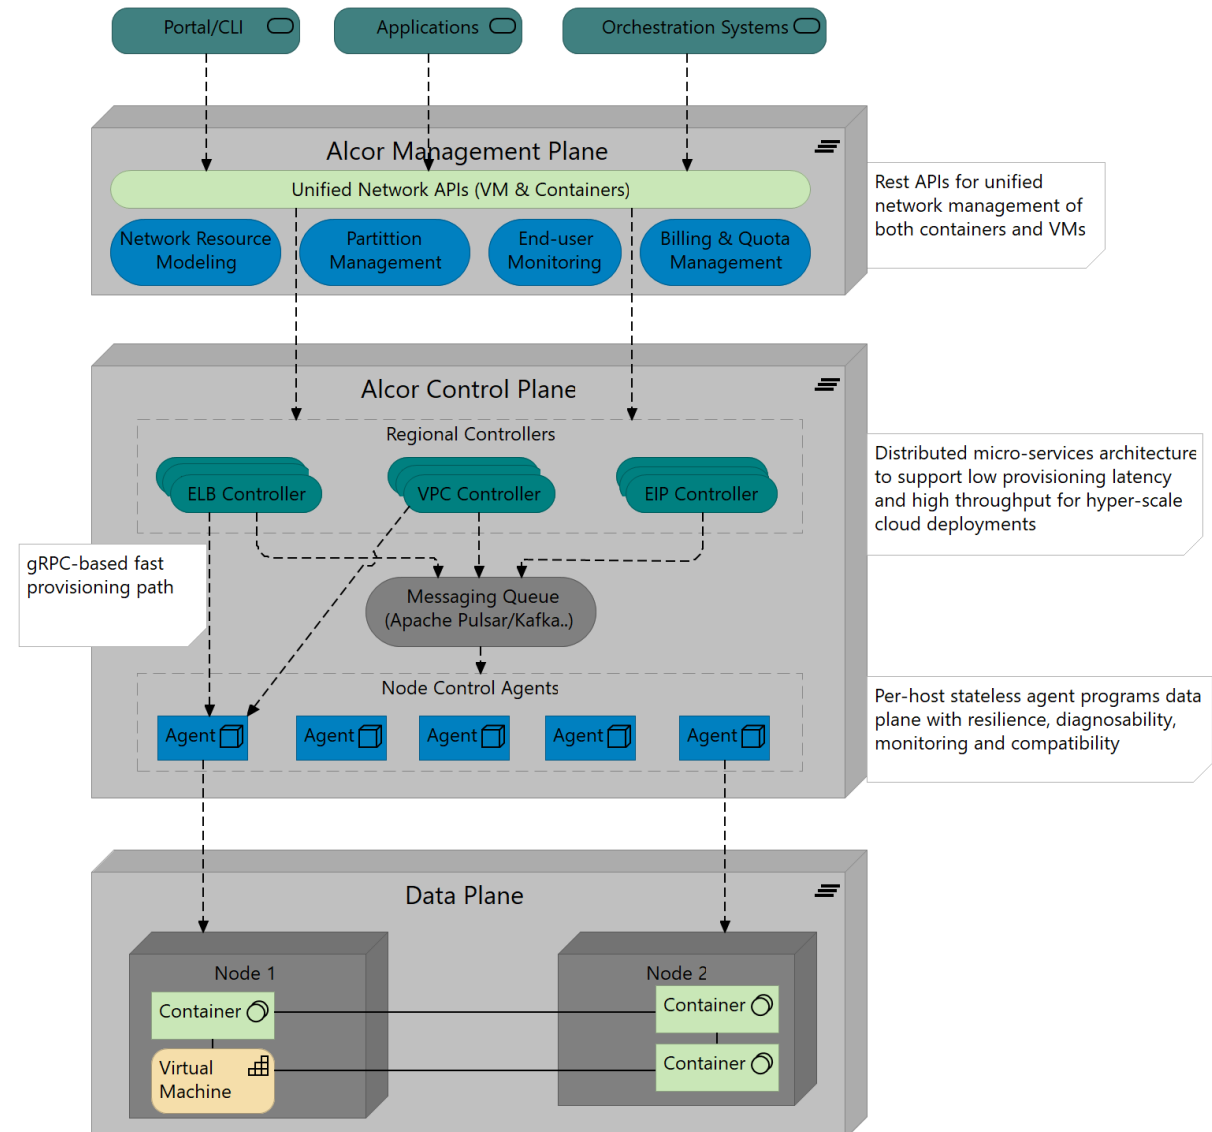 Portal/CLI
Applications
Orchestration Systems
Alcor Management Plane
Unified Network APIs (VM & Containers)
Network Resource
Modeling
Partition
Management
End-user
Monitoring
Billing & Quota
Management
Rest APIs for unified
network management of
both containers and VMs
Alcor Control Plane
Regional Controllers
ELB Controller
VPC Controller
EIP Controller
Distributed micro-services architecture
to support low provisioning latency
and high throughput for hyper-scale
cloud deployments
gRPC-based fast
provisioning path
Messaging Queue
(Apache Pulsar/Kafka..)
Node Control Agents
Agent
Agent
Agent
Agent
Agent
Per-host stateless agent programs data
plane with resilience, diagnosability,
monitoring and compatibility
Data Plane
Node 1
Container
Virtual
Machine
Node 2
Container
Container